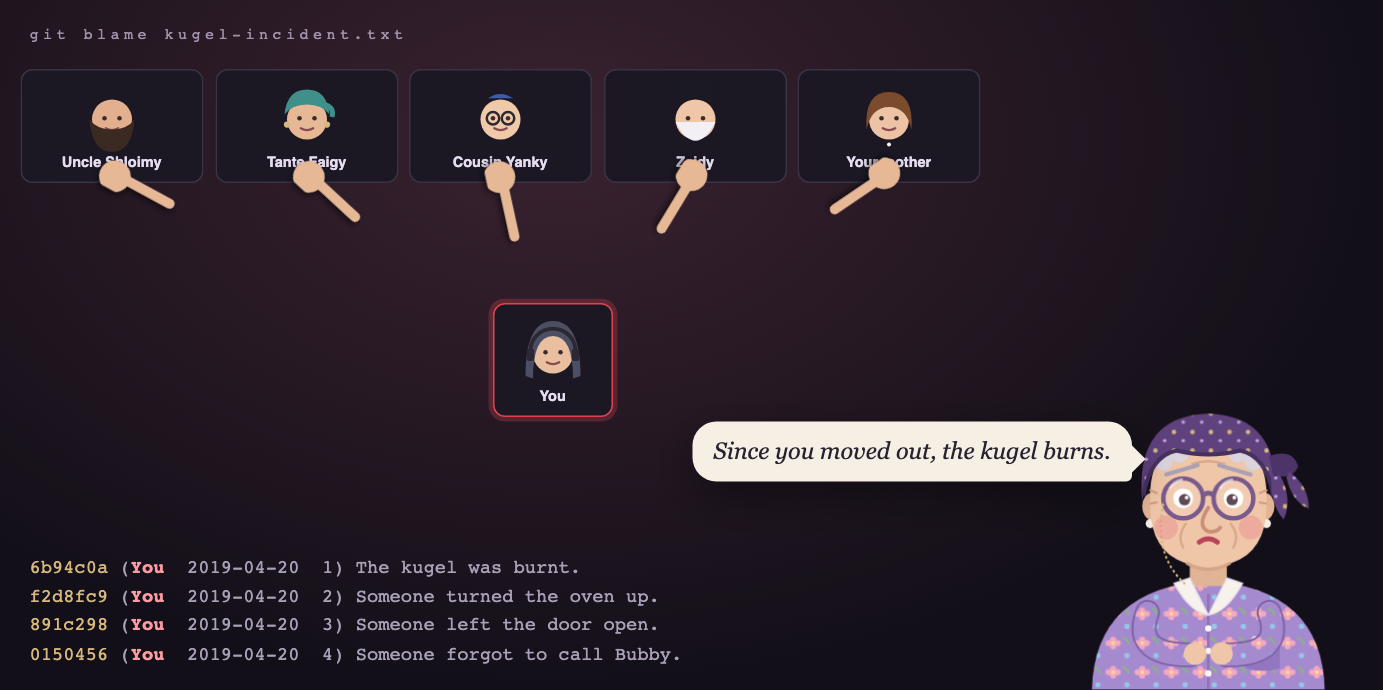 git blame kugel-incident.txt
Uncle Shloimy
Tante Faigy
Cousin Yanky
Zaidy
Your mother
You
Since you moved out, the kugel burns.
6b94c0a (You 2019-04-20 1) The kugel was burnt.
f2d8fc9 (You 2019-04-20 2) Someone turned the oven up.
891c298 (You 2019-04-20 3) Someone left the door open.
0150456 (You 2019-04-20 4) Someone forgot to call Bubby.